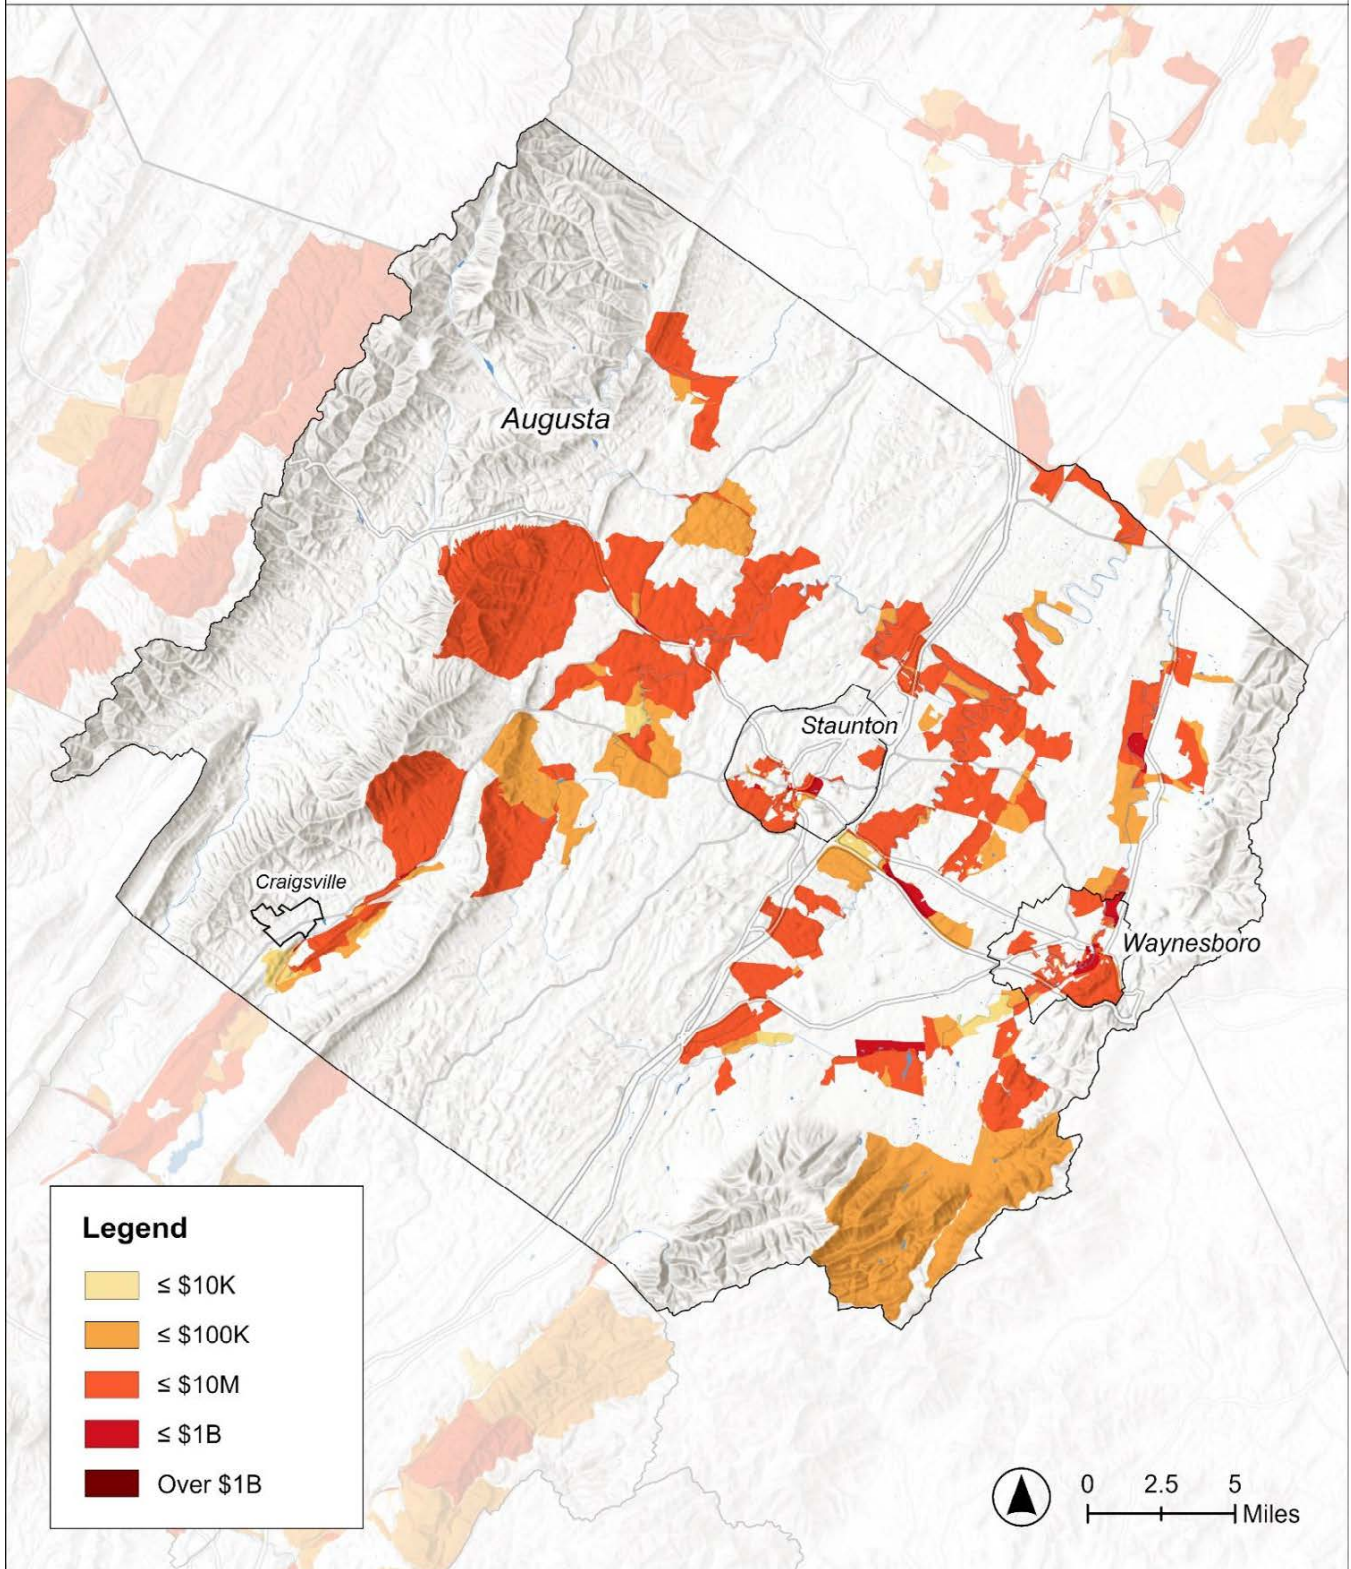 Augusta
Staunton
Craigsville
Waynesboro
Legend
≤ $10K
≤ $100K
≤ $10M
≤ $1B
Over $1B
0 2.5 5
Miles